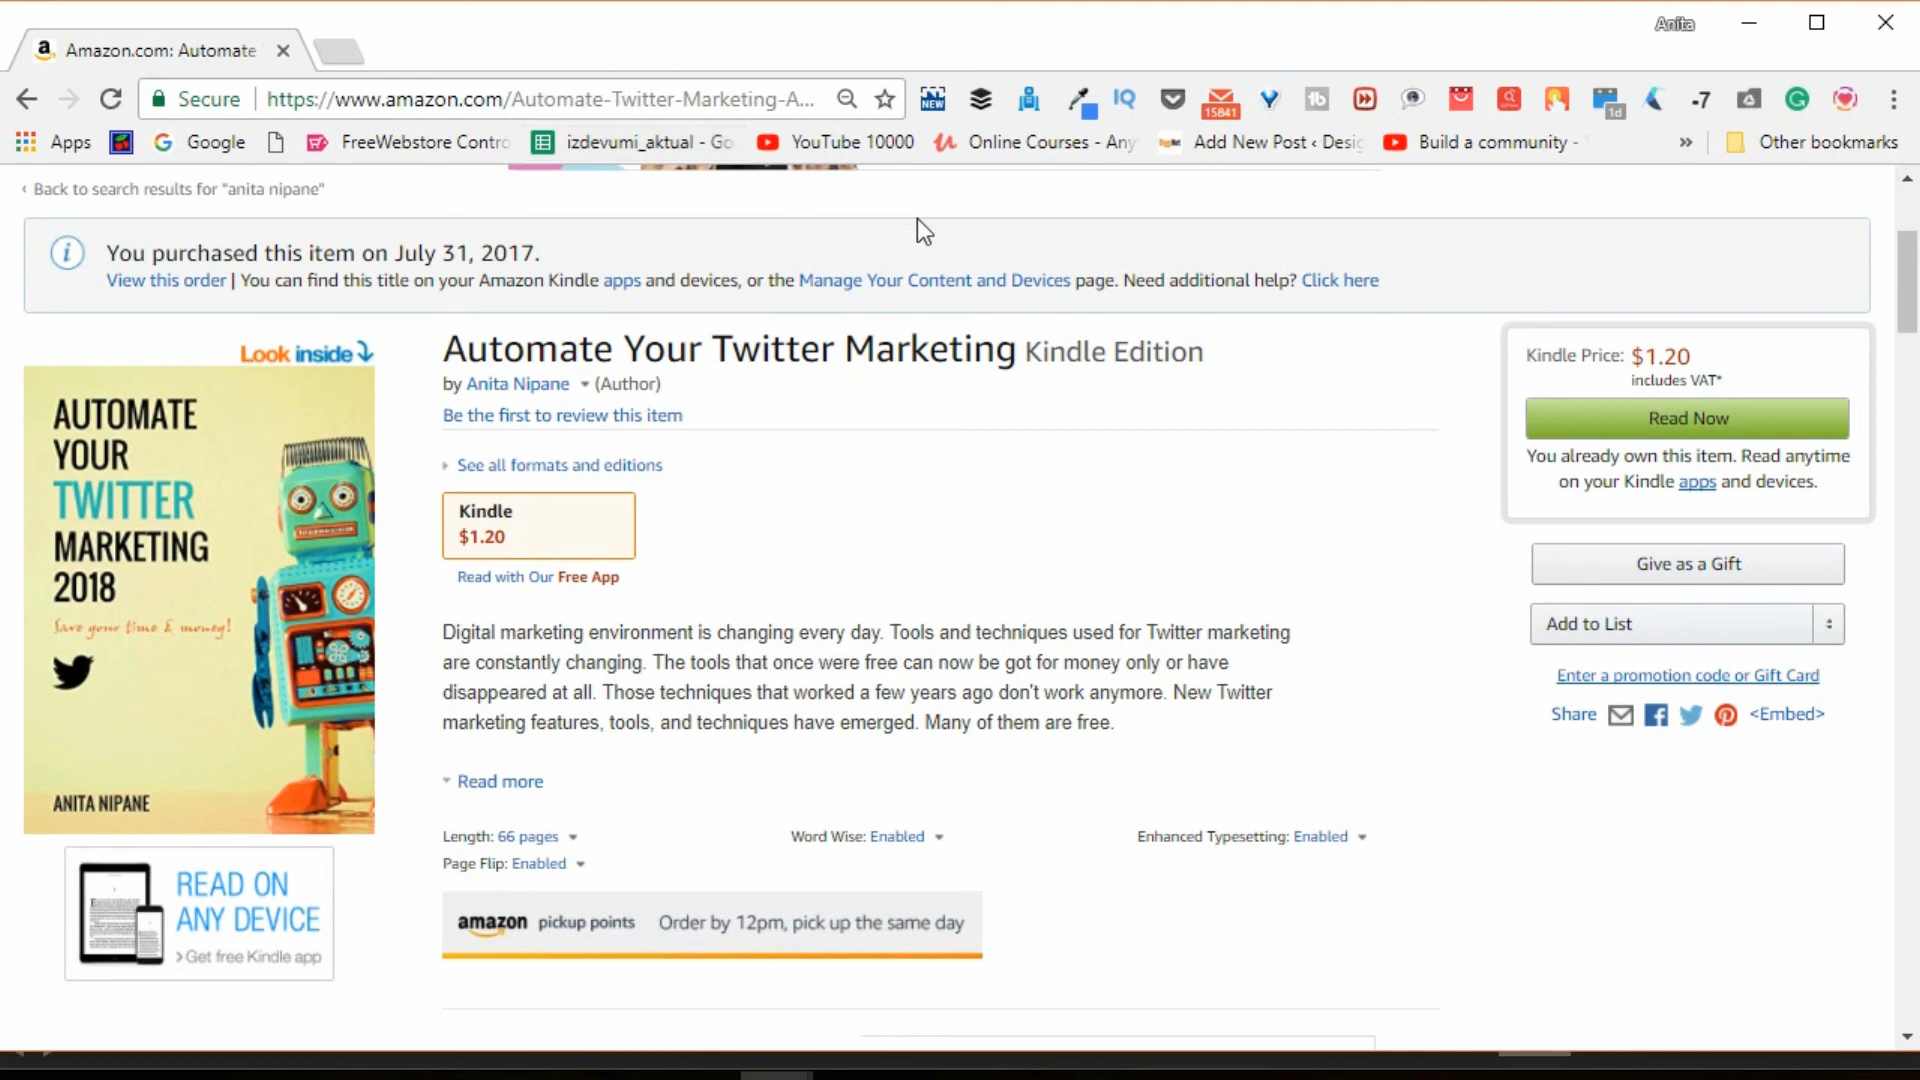 Anita
Amazon.com: Automate
Secure https://www.amazon.com/Automate-Twitter-Marketing-A...
NEW
IQ
15841
1d
-7
Apps
Google
FreeWebstore Contro
izdevumi_aktual - Go
YouTube 10000
Online Courses - Any
Add New Post ‹ Desig
Build a community -
»
Other bookmarks
‹ Back to search results for "anita nipane"
You purchased this item on July 31, 2017.
View this order | You can find this title on your Amazon Kindle apps and devices, or the Manage Your Content and Devices page. Need additional help? Click here
Look inside
AUTOMATE
YOUR
TWITTER
MARKETING
2018
Save your time & money!
ANITA NIPANE
READ ON
ANY DEVICE
›Get free Kindle app
Automate Your Twitter Marketing Kindle Edition
by Anita Nipane (Author)
Be the first to review this item
See all formats and editions
Kindle
$1.20
Read with Our Free App
Digital marketing environment is changing every day. Tools and techniques used for Twitter marketing
are constantly changing. The tools that once were free can now be got for money only or have
disappeared at all. Those techniques that worked a few years ago don't work anymore. New Twitter
marketing features, tools, and techniques have emerged. Many of them are free.
Read more
Length: 66 pages
Word Wise: Enabled
Enhanced Typesetting: Enabled
Page Flip: Enabled
amazon pickup points Order by 12pm, pick up the same day
Kindle Price: $1.20
includes VAT*
Read Now
You already own this item. Read anytime
on your Kindle apps and devices.
Give as a Gift
Add to List
Enter a promotion code or Gift Card
Share
<Embed>